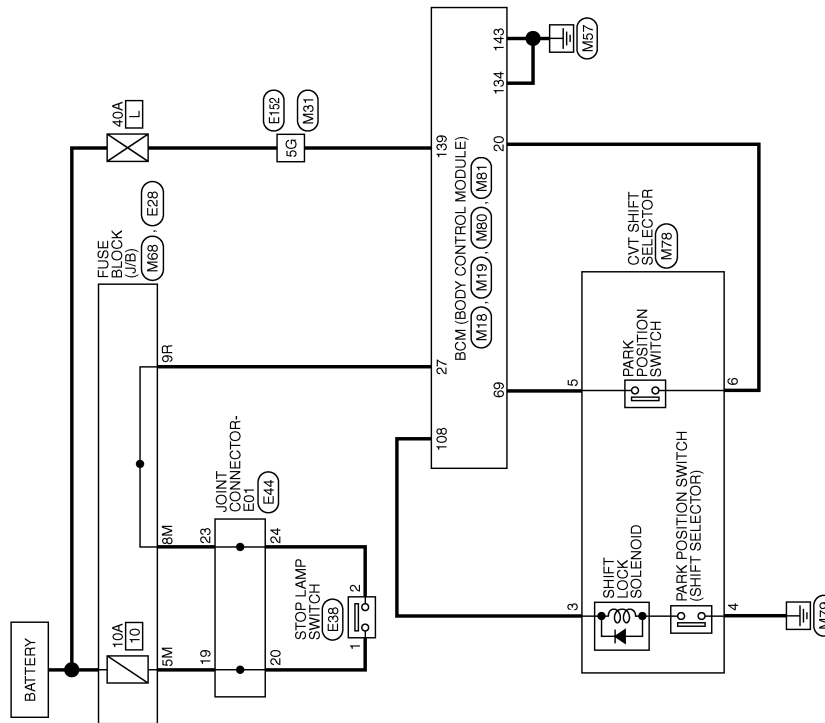 BATTERY
10A
10
5M
19
20
FUSE
BLOCK
(J/B)
M68 , E28
8M
9R
JOINT
CONNECTOR-
E01
E44
23
24
STOP LAMP
SWITCH
E38
1
2
40A
L
5G
E152
M31
139
27
108
BCM (BODY CONTROL MODULE)
M18 , M19 , M80 , M81
69
20
134
143
M57
CVT SHIFT
SELECTOR
M78
5
PARK
POSITION
SWITCH
6
3
SHIFT
LOCK
SOLENOID
PARK POSITION SWITCH
(SHIFT SELECTOR)
4
M79